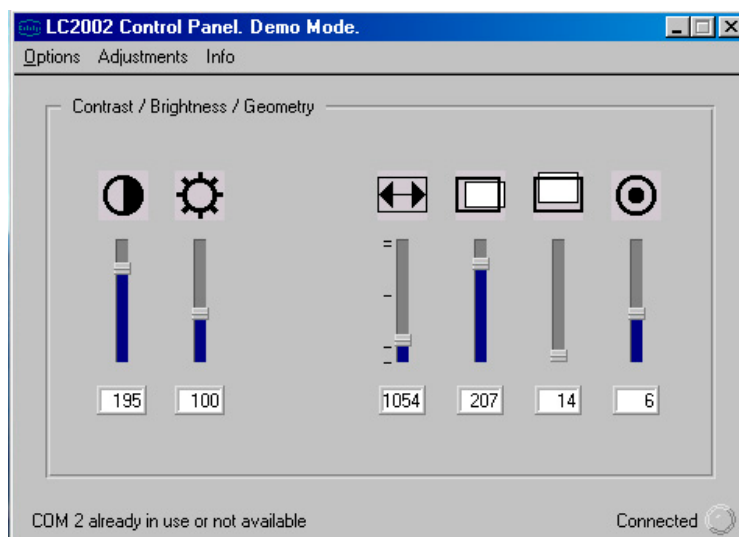 LC2002 Control Panel. Demo Mode.
Options Adjustments Info
Contrast / Brightness / Geometry
195 100 1054 207 14 6
COM 2 already in use or not available
Connected